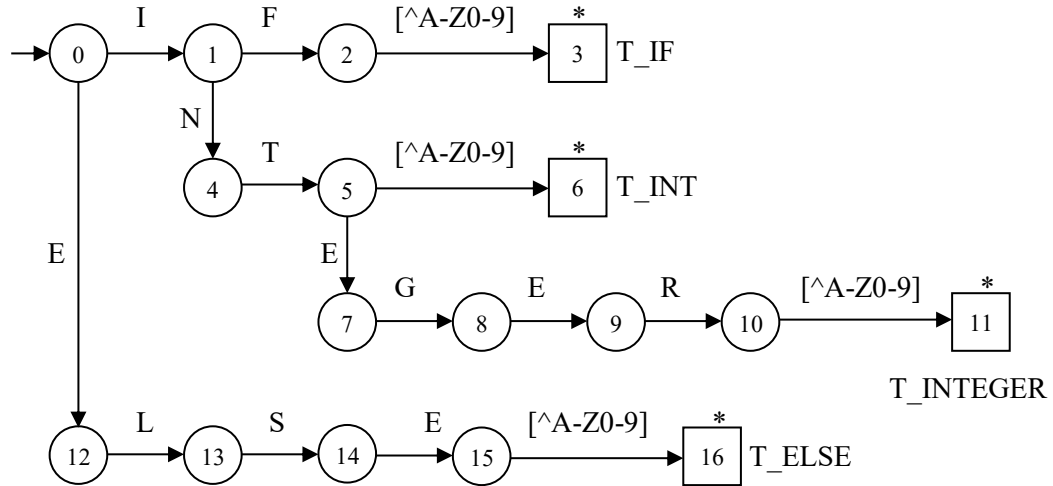 I F [^A-Z0-9] *
0 1 2 3 T_IF
N
T [^A-Z0-9] *
4 5 6 T_INT
E E
G E R [^A-Z0-9] *
7 8 9 10 11
T_INTEGER
L S E [^A-Z0-9] *
12 13 14 15 16 T_ELSE